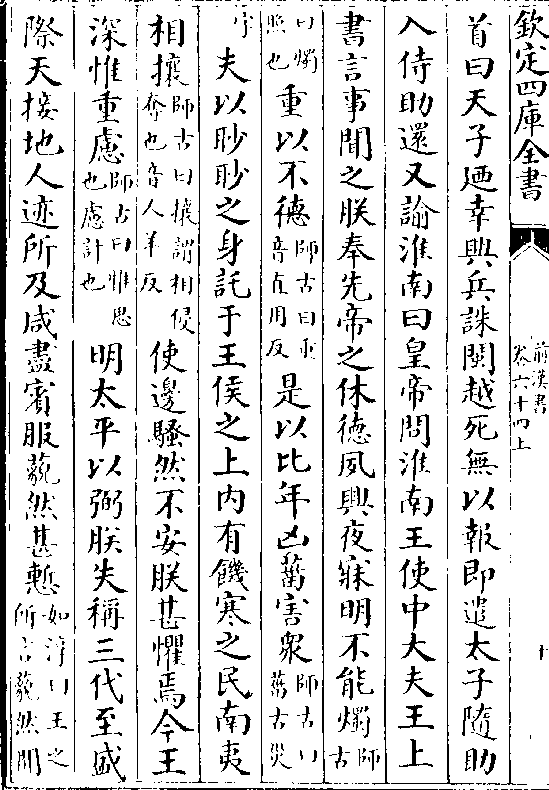 欽定四庫全書
前漢書
卷六十四上
十
首曰天子廼幸興兵誅閩越死無以報即遣太子隨助
入侍助還又諭淮南曰皇帝問淮南王使中大夫王上
書言事聞之朕奉先帝之休徳夙興夜寐明不能燭師古
曰燭照也重以不徳師古曰重音直用反是以比年凶菑害衆師古曰菑古災
字夫以眇眇之身託于王侯之上内有饑寒之民南夷
相攘師古曰攘謂相侵奪也音人羊反使邊騷然不安朕甚懼焉今王
深惟重慮師古曰惟思也慮計也明太平以弼朕失稱三代至盛
際天接地人迹所及咸盡賓服藐然甚慙如淳曰王之所言藐然聞